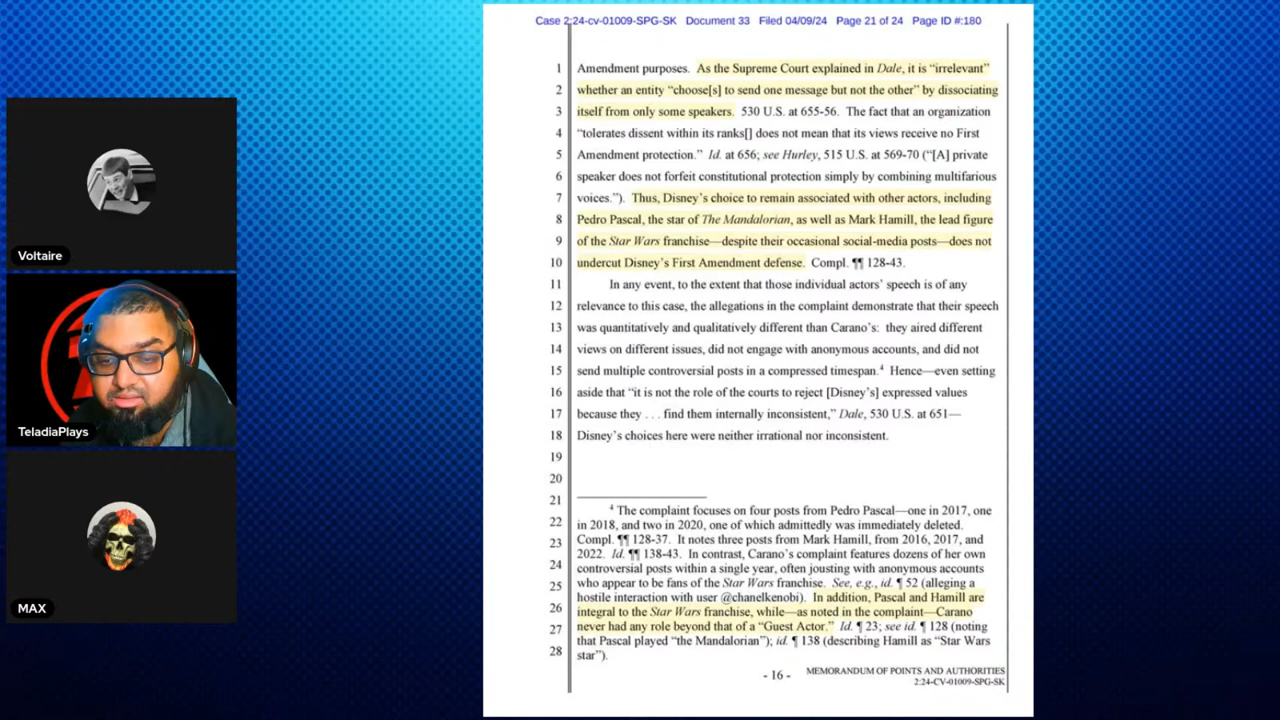 Case 2:24-cv-01009-SPG-SK Document 33 Filed 04/09/24 Page 21 of 24 Page ID #:180
1 Amendment purposes. As the Supreme Court explained in Dale, it is “irrelevant”
2 whether an entity “choose[s] to send one message but not the other” by dissociating
3 itself from only some speakers. 530 U.S. at 655-56. The fact that an organization
4 “tolerates dissent within its ranks[] does not mean that its views receive no First
5 Amendment protection.” Id. at 656; see Hurley, 515 U.S. at 569-70 (“[A] private
6 speaker does not forfeit constitutional protection simply by combining multifarious
7 voices.”). Thus, Disney’s choice to remain associated with other actors, including
8 Pedro Pascal, the star of The Mandalorian, as well as Mark Hamill, the lead figure
9 of the Star Wars franchise—despite their occasional social-media posts—does not
10 undercut Disney’s First Amendment defense. Compl. ¶¶ 128-43.
11 In any event, to the extent that those individual actors’ speech is of any
12 relevance to this case, the allegations in the complaint demonstrate that their speech
13 was quantitatively and qualitatively different than Carano’s: they aired different
14 views on different issues, did not engage with anonymous accounts, and did not
15 send multiple controversial posts in a compressed timespan.4 Hence—even setting
16 aside that “it is not the role of the courts to reject [Disney’s] expressed values
17 because they . . . find them internally inconsistent,” Dale, 530 U.S. at 651—
18 Disney’s choices here were neither irrational nor inconsistent.
19
20
21
4 The complaint focuses on four posts from Pedro Pascal—one in 2017, one
22 in 2018, and two in 2020, one of which admittedly was immediately deleted.
23 Compl. ¶¶ 128-37. It notes three posts from Mark Hamill, from 2016, 2017, and
2022. Id. ¶¶ 138-43. In contrast, Carano’s complaint features dozens of her own
24 controversial posts within a single year, often jousting with anonymous accounts
25 who appear to be fans of the Star Wars franchise. See, e.g., id. ¶ 52 (alleging a
hostile interaction with user @chanelkenobi). In addition, Pascal and Hamill are
26 integral to the Star Wars franchise, while—as noted in the complaint—Carano
27 never had any role beyond that of a “Guest Actor.” Id. ¶ 23; see id. ¶ 128 (noting
that Pascal played “the Mandalorian”); id. ¶ 138 (describing Hamill as “Star Wars
28 star”).
- 16 -
MEMORANDUM OF POINTS AND AUTHORITIES
2:24-CV-01009-SPG-SK
Voltaire
TeladiaPlays
MAX